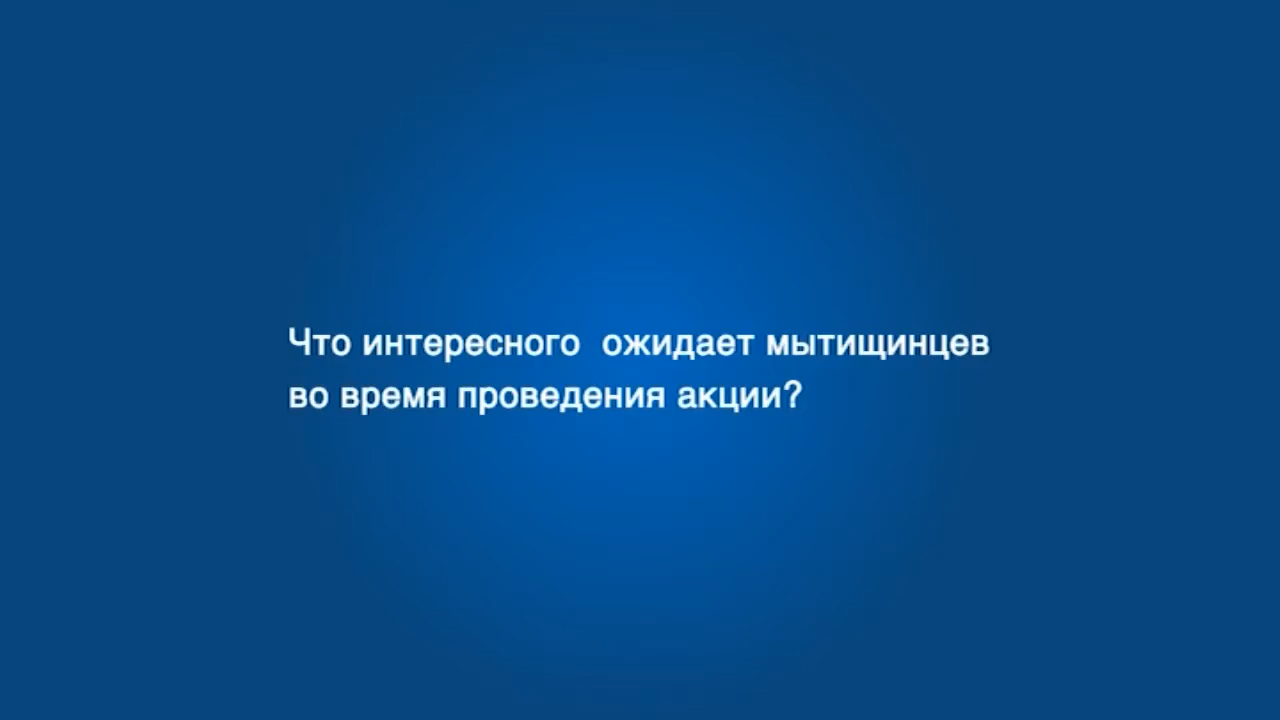 Что интересного  ожидает мытищинцев
во время проведения акции?